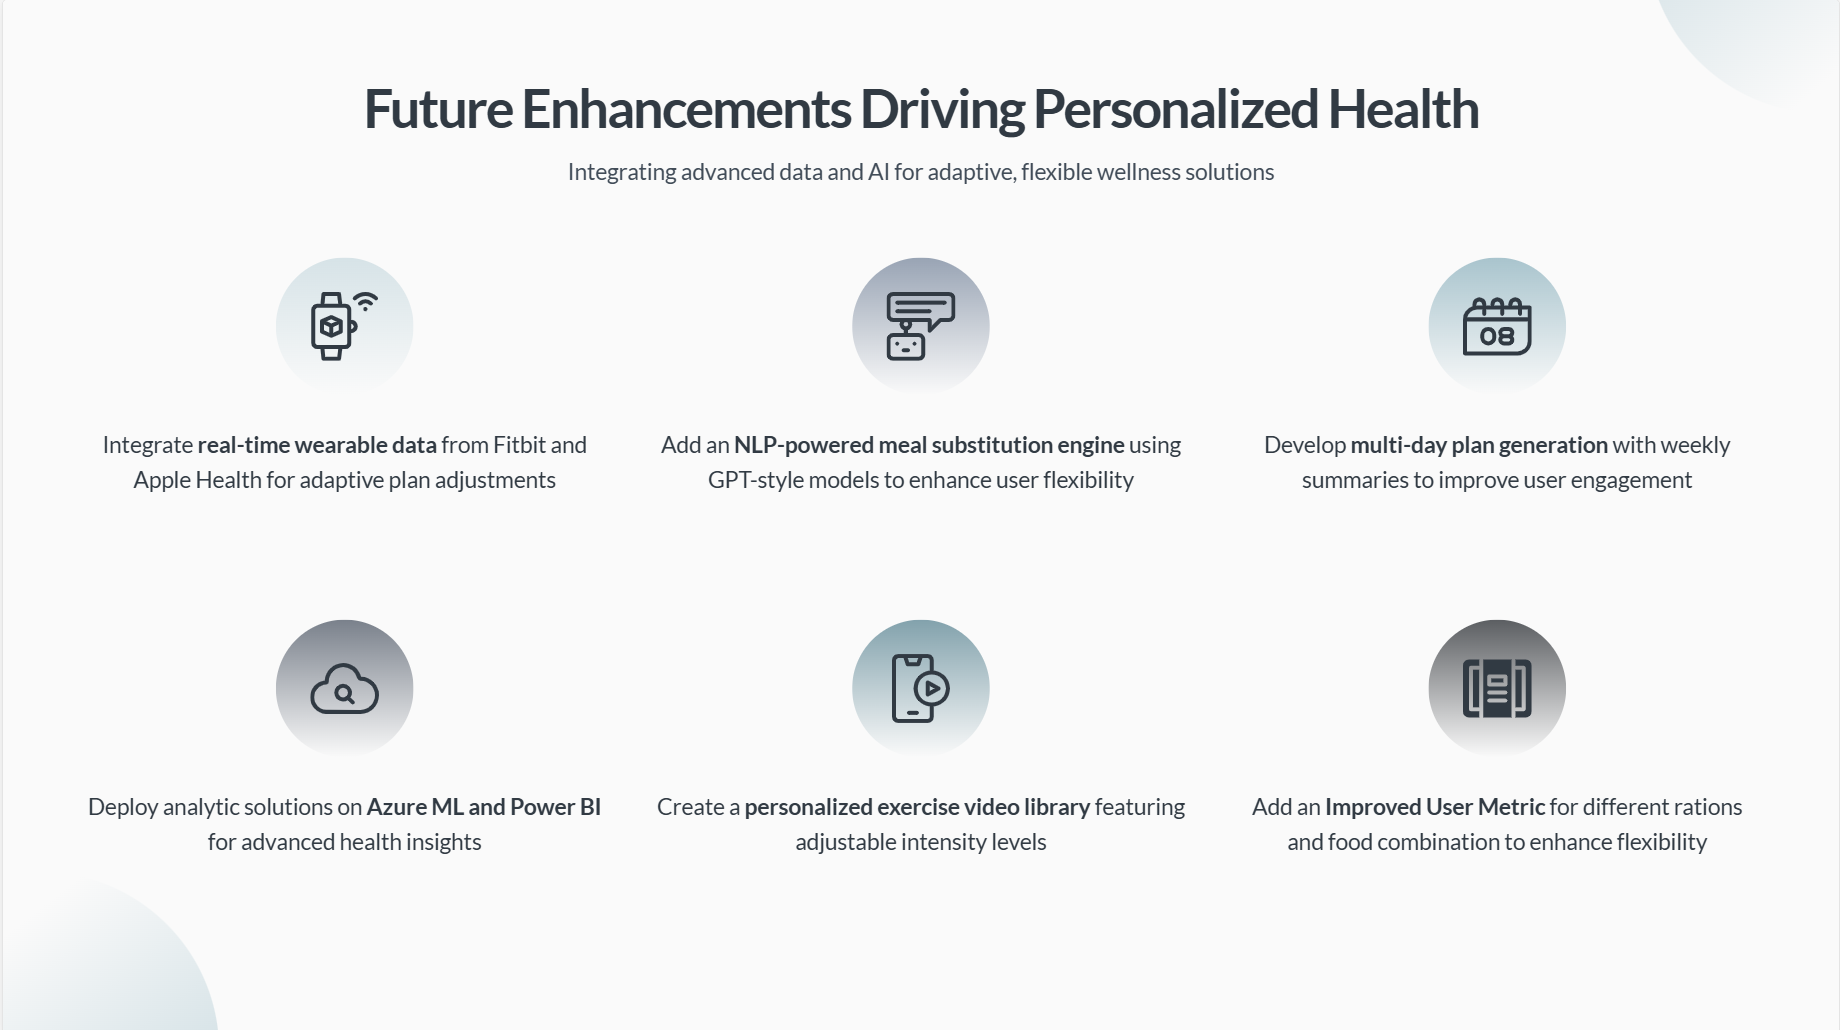 Future Enhancements Driving Personalized Health
Integrating advanced data and AI for adaptive, flexible wellness solutions
Integrate real-time wearable data from Fitbit and
Apple Health for adaptive plan adjustments
Add an NLP-powered meal substitution engine using
GPT-style models to enhance user flexibility
08
Develop multi-day plan generation with weekly
summaries to improve user engagement
Deploy analytic solutions on Azure ML and Power BI
for advanced health insights
Create a personalized exercise video library featuring
adjustable intensity levels
Add an Improved User Metric for different rations
and food combination to enhance flexibility